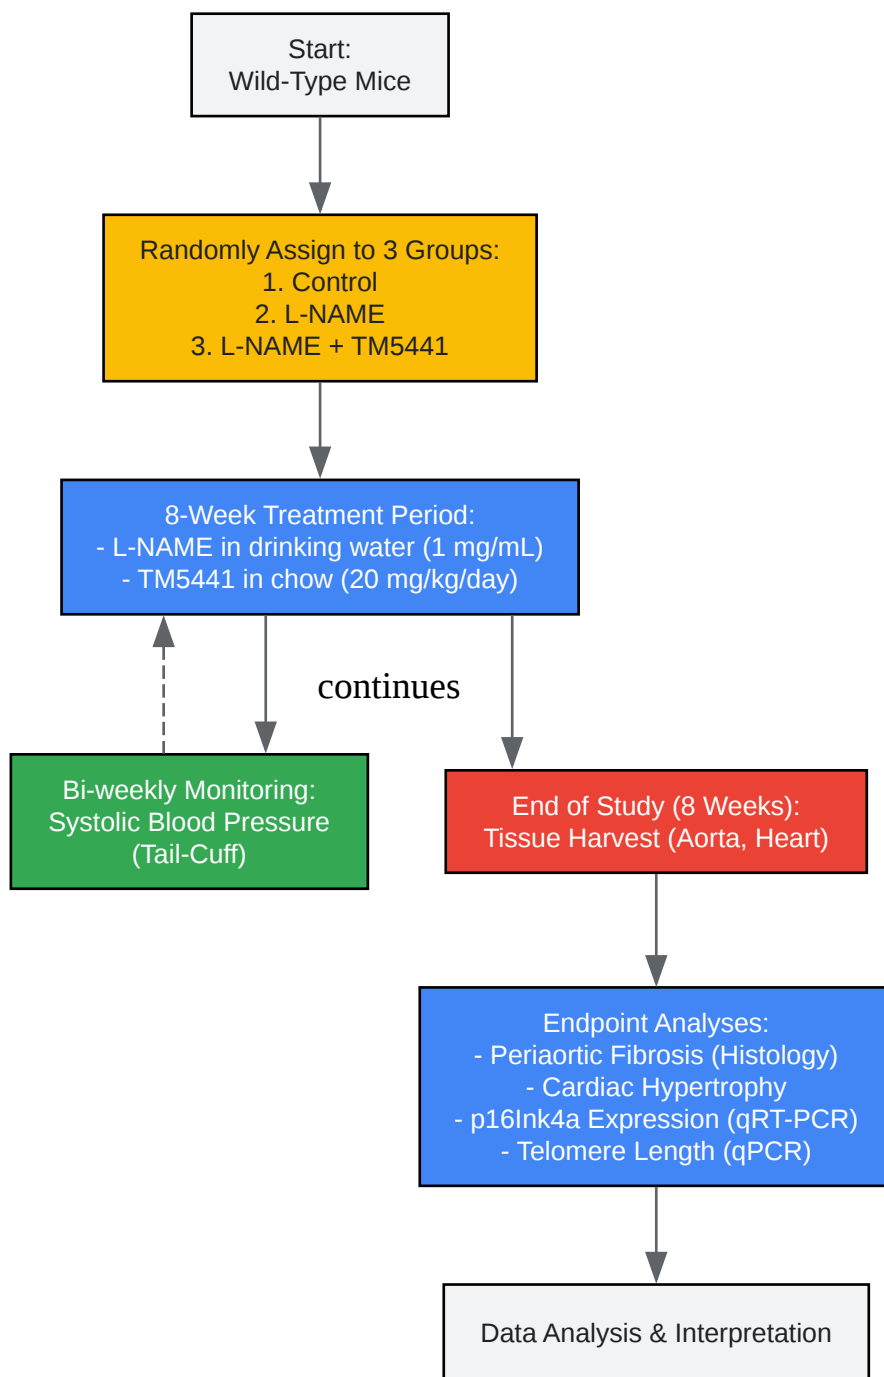 Start:
Wild-Type Mice
Randomly Assign to 3 Groups:
1. Control
2. L-NAME
3. L-NAME + TM5441
8-Week Treatment Period:
- L-NAME in drinking water (1 mg/mL)
- TM5441 in chow (20 mg/kg/day)
continues
Bi-weekly Monitoring:
Systolic Blood Pressure
(Tail-Cuff)
End of Study (8 Weeks):
Tissue Harvest (Aorta, Heart)
Endpoint Analyses:
- Periaortic Fibrosis (Histology)
- Cardiac Hypertrophy
- p16Ink4a Expression (qRT-PCR)
- Telomere Length (qPCR)
Data Analysis & Interpretation